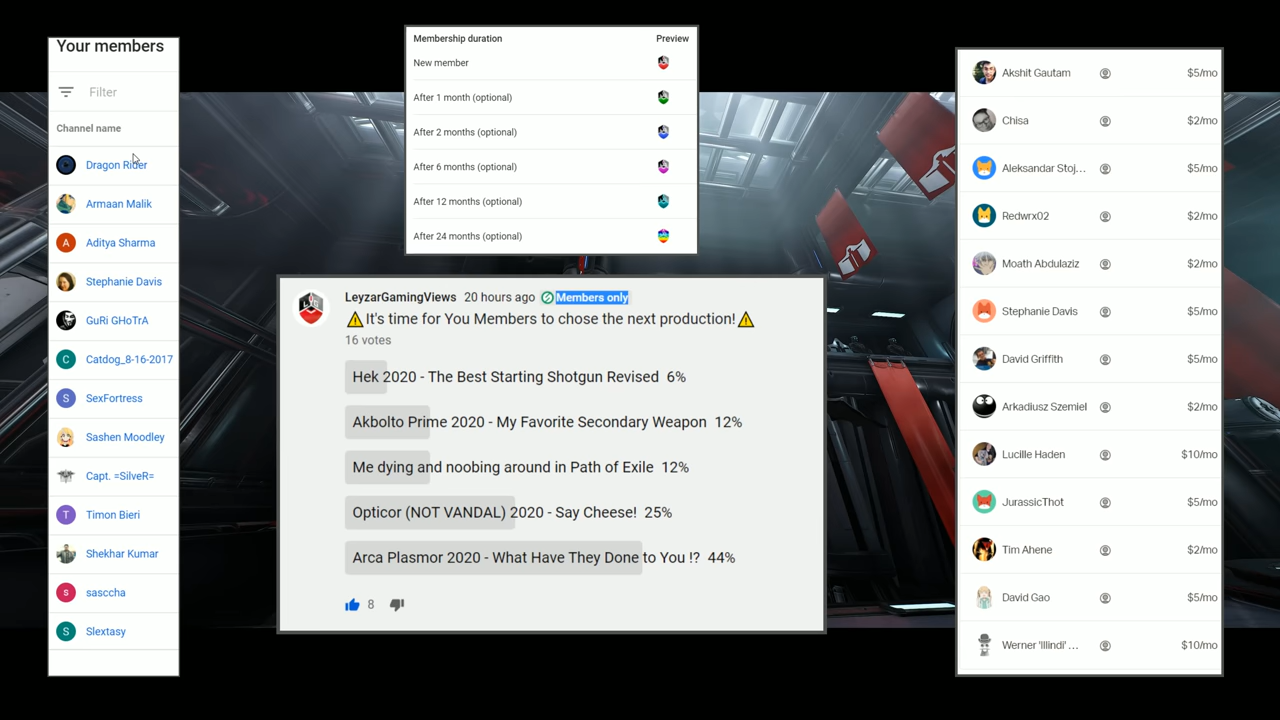 Your members
Filter
Channel name
Dragon Rider
Armaan Malik
A Aditya Sharma
Stephanie Davis
GuRi GHoTrA
C Catdog_8-16-2017
SexFortress
Sashen Moodley
Capt. =SilveR=
T Timon Bieri
Shekhar Kumar
s sasccha
S Slextasy
Membership duration Preview
New member
After 1 month (optional)
After 2 months (optional)
After 6 months (optional)
After 12 months (optional)
After 24 months (optional)
LeyzarGamingViews 20 hours ago Members only
⚠It's time for You Members to chose the next production!⚠
16 votes
Hek 2020 - The Best Starting Shotgun Revised 6%
Akbolto Prime 2020 - My Favorite Secondary Weapon 12%
Me dying and noobing around in Path of Exile 12%
Opticor (NOT VANDAL) 2020 - Say Cheese! 25%
Arca Plasmor 2020 - What Have They Done to You !? 44%
8
Akshit Gautam $5/mo
Chisa $2/mo
Aleksandar Stoj... $5/mo
Redwrx02 $2/mo
Moath Abdulaziz $2/mo
Stephanie Davis $5/mo
David Griffith $5/mo
Arkadiusz Szemiel $2/mo
Lucille Haden $10/mo
JurassicThot $5/mo
Tim Ahene $2/mo
David Gao $5/mo
Werner 'Illindi' ... $10/mo